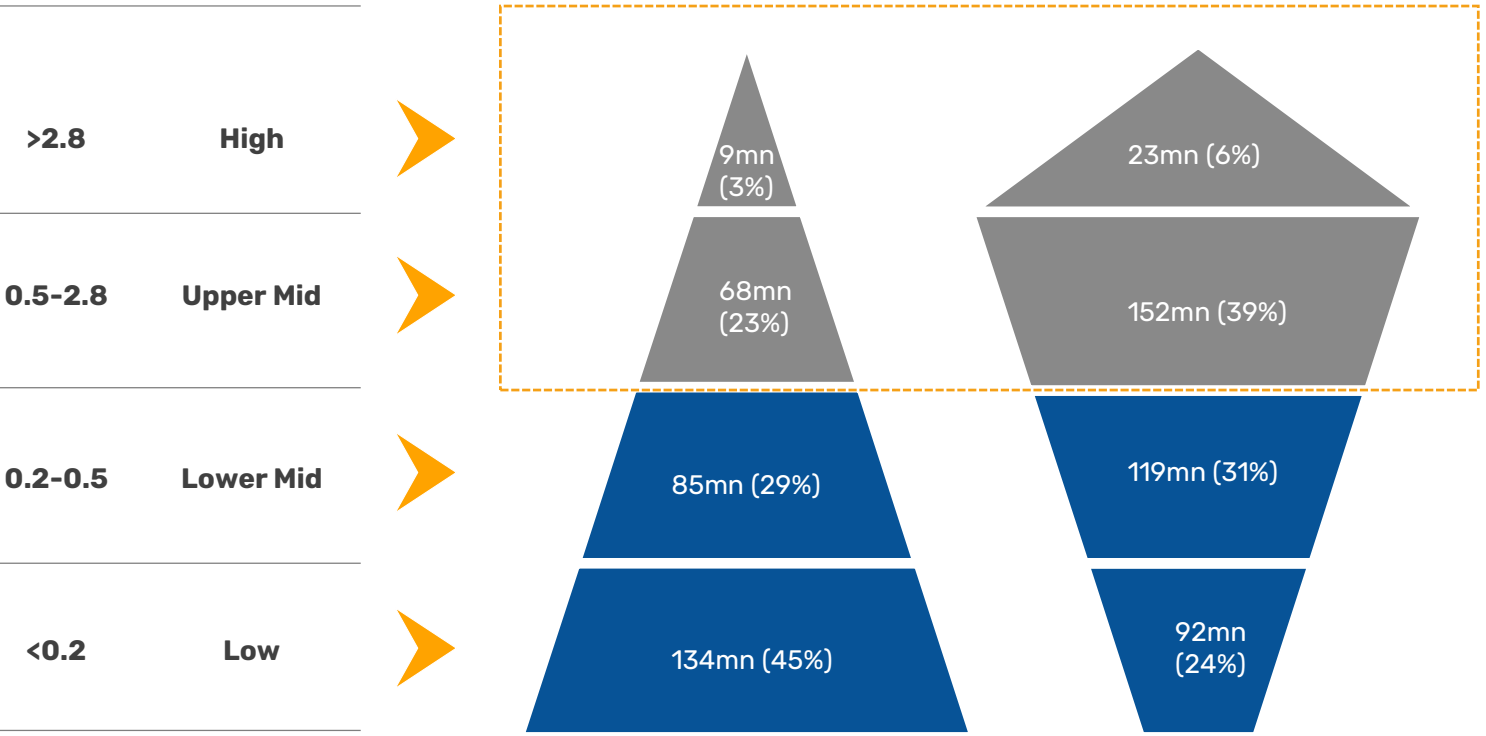 >2.8
High
9mn
(3%)
23mn (6%)
0.5-2.8
Upper Mid
68mn
(23%)
152mn (39%)
0.2-0.5
Lower Mid
85mn (29%)
119mn (31%)
<0.2
Low
134mn (45%)
92mn
(24%)